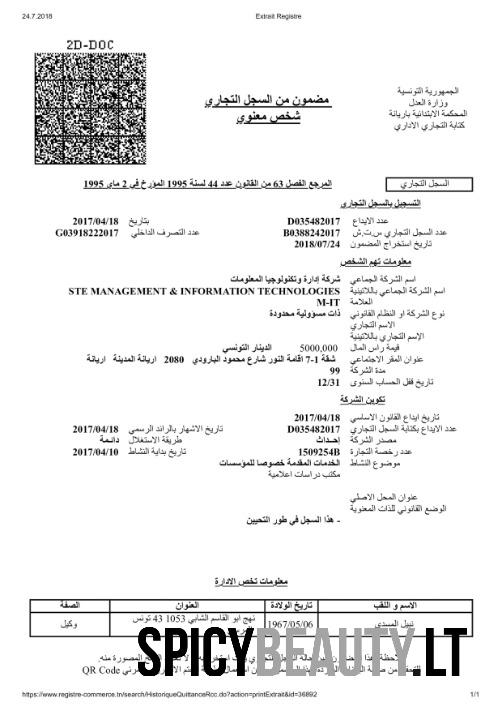 24.7.2018 Extrait Registre
2D-DOC
الجمهورية التونسية
وزارة العدل
المحكمة الابتدائية بأريانة
كتابة التجاري الاداري
مضمون من السجل التجاري
شخص معنوي
السجل التجاري
المرجع الفصل 63 من القانون عدد 44 لسنة 1995 المؤرخ في 2 ماي 1995
التسجيل بالسجل التجاري
عدد الايداع D035482017 بتاريخ 2017/04/18
عدد السجل التجاري س.ت.ش B0388242017 عدد التصرف الداخلي G03918222017
تاريخ استخراج المضمون 2018/07/24
معلومات تهم الشخص
اسم الشركة الجماعي شركة إدارة وتكنولوجيا المعلومات
اسم الشركة الجماعي باللاتينية STE MANAGEMENT & INFORMATION TECHNOLOGIES
العلامة M-IT
نوع الشركة او النظام القانوني ذات مسؤولية محدودة
الاسم التجاري
الإسم التجاري باللاتينية
قيمة راس المال 5000,000 الدينار التونسي
عنوان المقر الاجتماعي شقة 1-7 اقامة النور شارع محمود البارودي 2080 اريانة المدينة اريانة
مدة الشركة 99
تاريخ قفل الحساب السنوي 12/31
تكوين الشركة
تاريخ ايداع القانون الاساسي 2017/04/18
عدد الايداع بكتابة السجل التجاري D035482017 تاريخ الاشهار بالرائد الرسمي 2017/04/18
مصدر الشركة إحداث طريقة الاستغلال دائمة
عدد رخصة التجارة 1509254B تاريخ بداية النشاط 2017/04/10
موضوع النشاط الخدمات المقدمة خصوصا للمؤسسات
مكتب دراسات اعلامية
عنوان المحل الاصلي
الوضع القانوني للذات المعنوية
- هذا السجل في طور التحيين
معلومات تخص الادارة
الاسم و اللقب تاريخ الولادة العنوان الصفة
نبيل المسدي 1967/05/06 نهج ابو القاسم الشابي 1053 43 تونس وكيل
SPICYBEAUTY.LT
QR Code
https://www.registre-commerce.tn/search/HistoriqueQuittanceRcc.do?action=printExtrait&id=36892 1/1